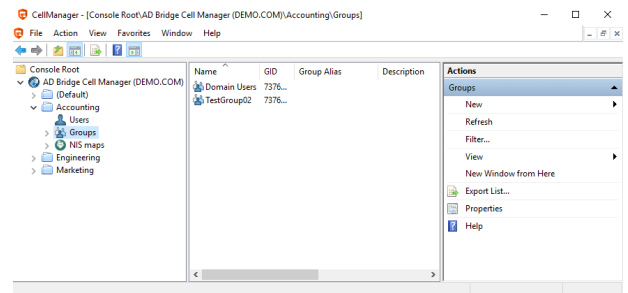 CellManager - [Console Root\AD Bridge Cell Manager (DEMO.COM)\Accounting\Groups]
File Action View Favorites Window Help
Console Root
AD Bridge Cell Manager (DEMO.COM)
(Default)
Accounting
Users
Groups
NIS maps
Engineering
Marketing
Name GID Group Alias Description
Domain Users 7376...
TestGroup02 7376...
Actions
Groups
New
Refresh
Filter...
View
New Window from Here
Export List...
Properties
Help